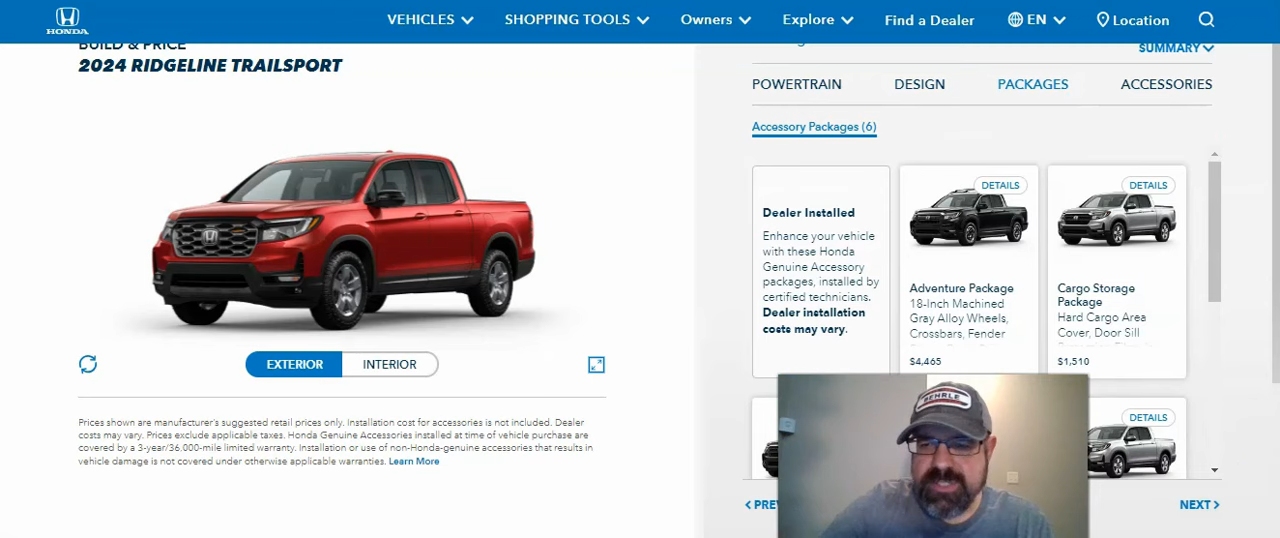 HONDA
VEHICLES
SHOPPING TOOLS
Owners
Explore
Find a Dealer
EN
Location
BUILD & PRICE
2024 RIDGELINE TRAILSPORT
SUMMARY
POWERTRAIN
DESIGN
PACKAGES
ACCESSORIES
Accessory Packages (6)
Dealer Installed
Enhance your vehicle
with these Honda
Genuine Accessory
packages, installed by
certified technicians.
Dealer installation
costs may vary.
DETAILS
Adventure Package
18-Inch Machined
Gray Alloy Wheels,
Crossbars, Fender
$4,465
DETAILS
Cargo Storage
Package
Hard Cargo Area
Cover, Door Sill
$1,510
DETAILS
EXTERIOR
INTERIOR
Prices shown are manufacturer's suggested retail prices only. Installation cost for accessories is not included. Dealer
costs may vary. Prices exclude applicable taxes. Honda Genuine Accessories installed at time of vehicle purchase are
covered by a 3-year/36,000-mile limited warranty. Installation or use of non-Honda-genuine accessories that results in
vehicle damage is not covered under otherwise applicable warranties. Learn More
NEXT